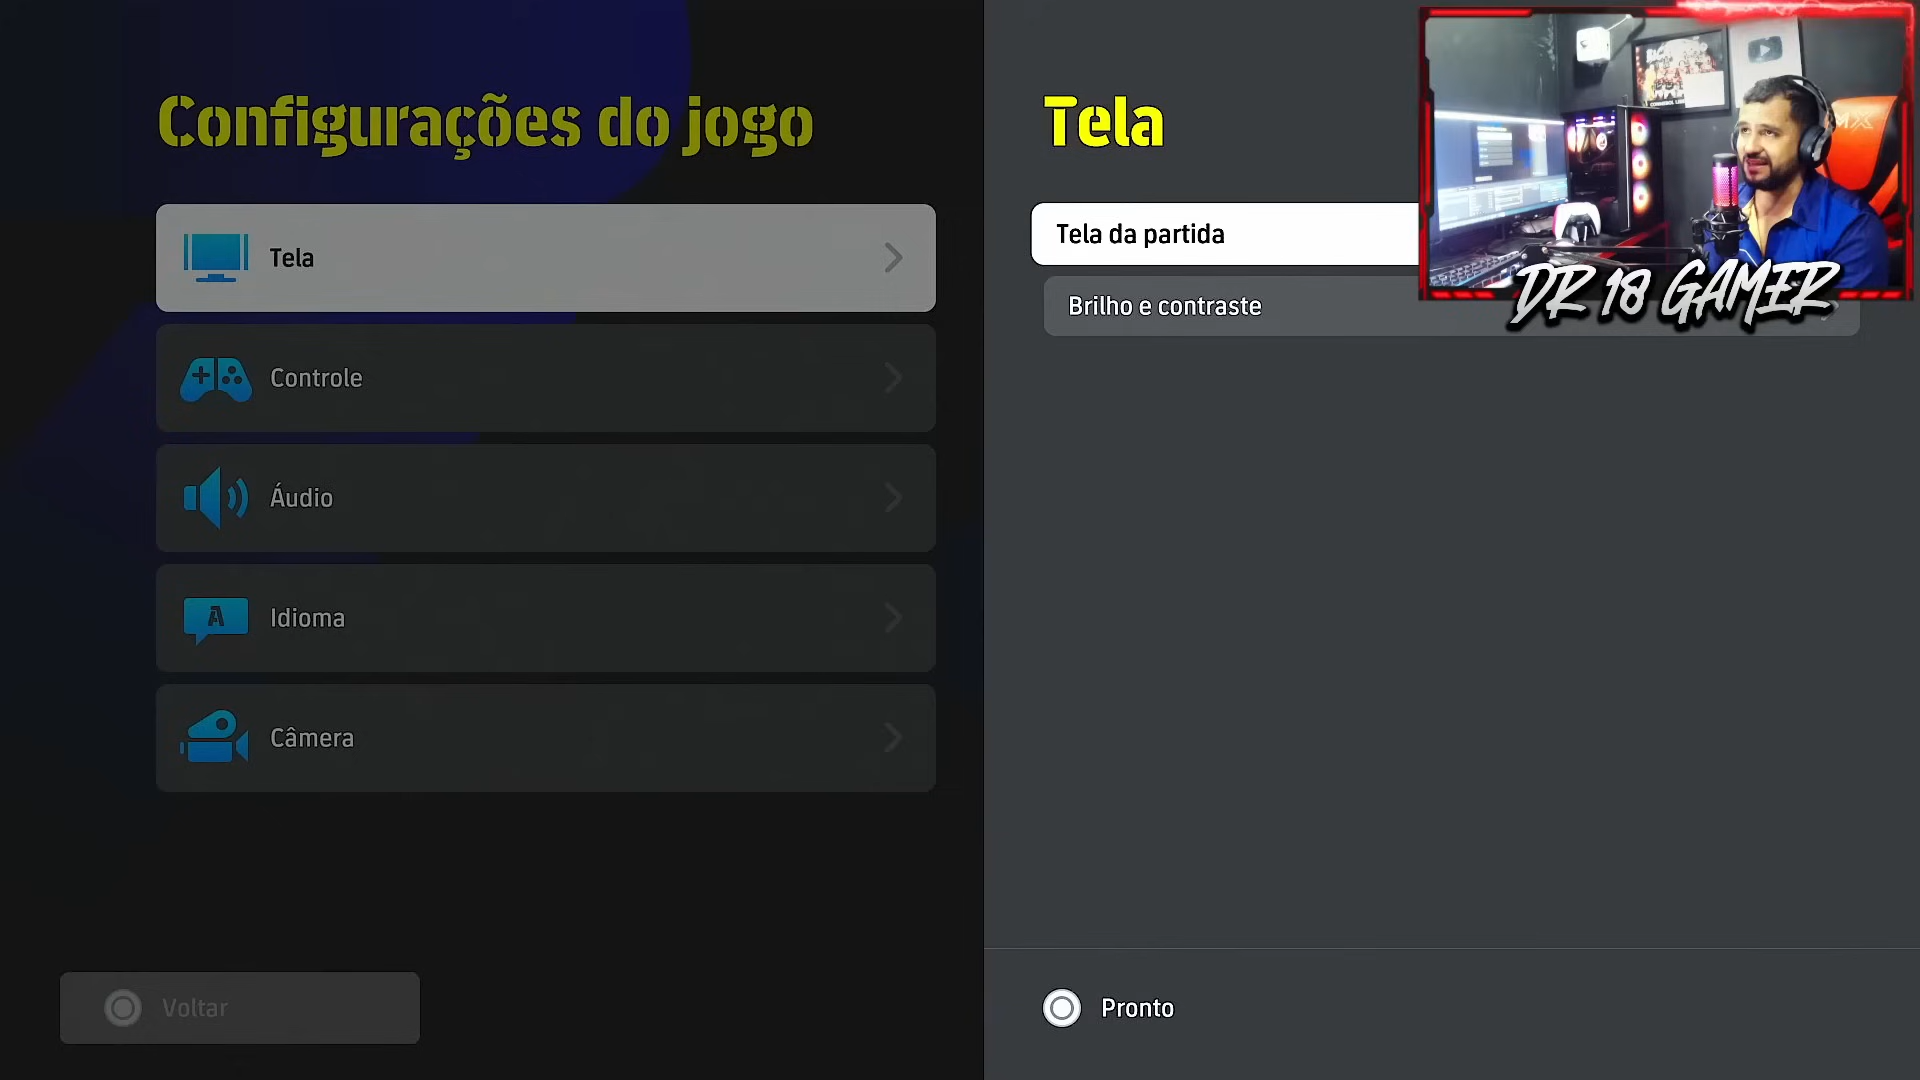 Configurações do jogo
Tela
Controle
Áudio
Idioma
Câmera
Voltar
Tela
Tela da partida
Brilho e contraste
Pronto
DR 18 GAMER